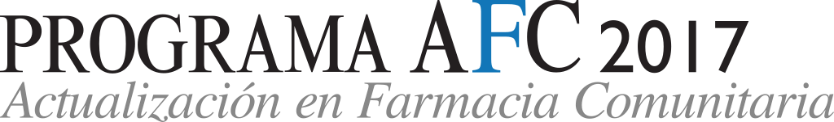 PROGRAMA AFC 2017
Actualización en Farmacia Comunitaria